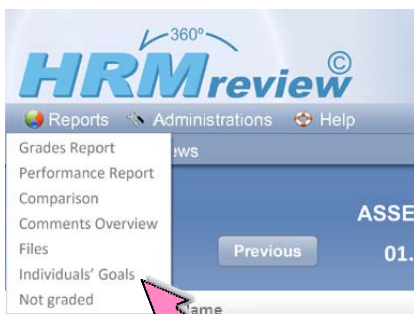 360°
HRMreview©
Reports Administrations Help
Grades Report
Performance Report
Comparison
Comments Overview
Files
Individuals' Goals
Not graded
ASSE
Previous
01.